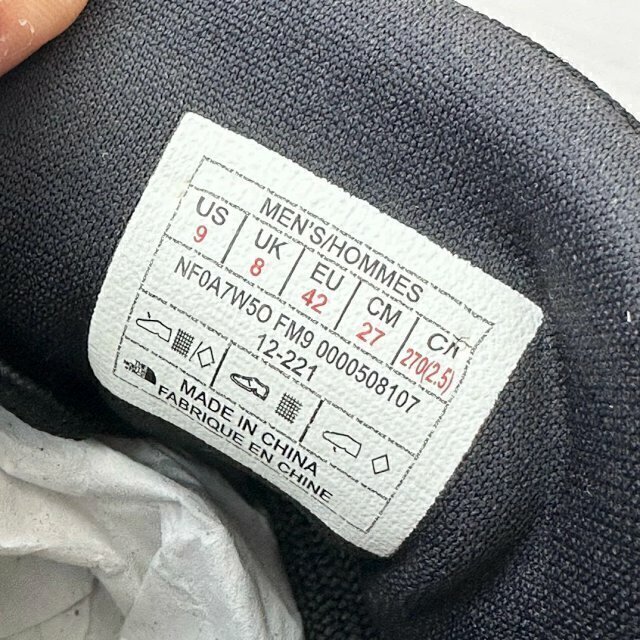 MEN'S/HOMMES
US UK EU CM
9 8 42 27 270(2.5)
NF0A7W5O FM9 0000508107
12-221
MADE IN CHINA
FABRIQUE EN CHINE